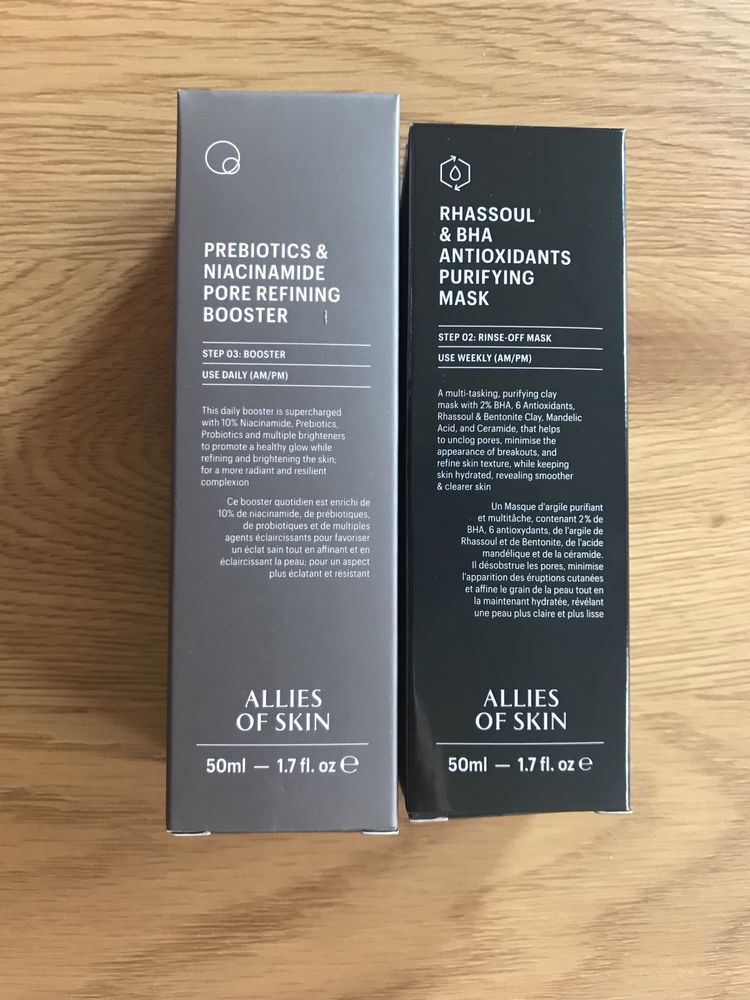 PREBIOTICS &
NIACINAMIDE
PORE REFINING
BOOSTER
STEP 03: BOOSTER
USE DAILY (AM/PM)
This daily booster is supercharged
with 10% Niacinamide, Prebiotics,
Probiotics and multiple brighteners
to promote a healthy glow while
refining and brightening the skin;
for a more radiant and resilient
complexion
Ce booster quotidien est enrichi de
10% de niacinamide, de prébiotiques,
de probiotiques et de multiples
agents éclaircissants pour favoriser
un éclat sain tout en affinant et en
éclaircissant la peau; pour un aspect
plus éclatant et résistant
ALLIES
OF SKIN
50ml — 1.7 fl. oz ℮
RHASSOUL
& BHA
ANTIOXIDANTS
PURIFYING
MASK
STEP 02: RINSE-OFF MASK
USE WEEKLY (AM/PM)
A multi-tasking, purifying clay
mask with 2% BHA, 6 Antioxidants,
Rhassoul & Bentonite Clay, Mandelic
Acid, and Ceramide, that helps
to unclog pores, minimise the
appearance of breakouts, and
refine skin texture, while keeping
skin hydrated, revealing smoother
& clearer skin
Un Masque d'argile purifiant
et multitâche, contenant 2% de
BHA, 6 antioxydants, de l'argile de
Rhassoul et de Bentonite, de l'acide
mandélique et de la céramide.
Il désobstrue les pores, minimise
l'apparition des éruptions cutanées
et affine le grain de la peau tout en
la maintenant hydratée, révélant
une peau plus claire et plus lisse
ALLIES
OF SKIN
50ml — 1.7 fl. oz ℮